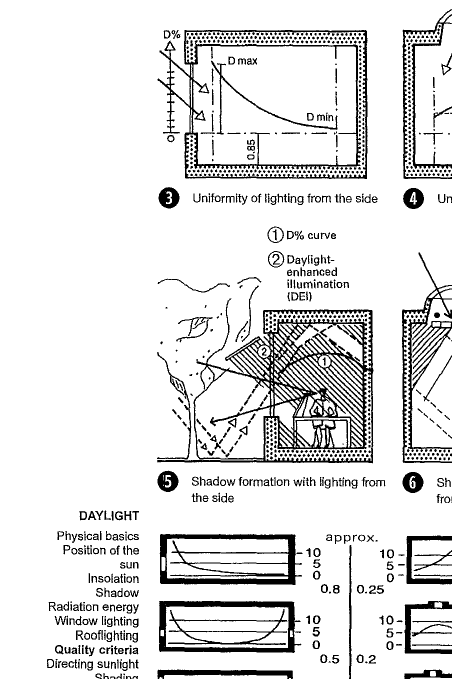 D%
D max
D min
0.85
O
3 Uniformity of lighting from the side
4 Un
1 D% curve
2 Daylight-
enhanced
illumination
(DEI)
2
1
5 Shadow formation with lighting from
the side
6 Sh
fro
DAYLIGHT
Physical basics
Position of the
sun
Insolation
Shadow
Radiation energy
Window lighting
Rooflighting
Quality criteria
Directing sunlight
Shading
approx.
10
5
0
0.8
0.25
10
5
0
10
5
0
0.5
0.2
10
5
0